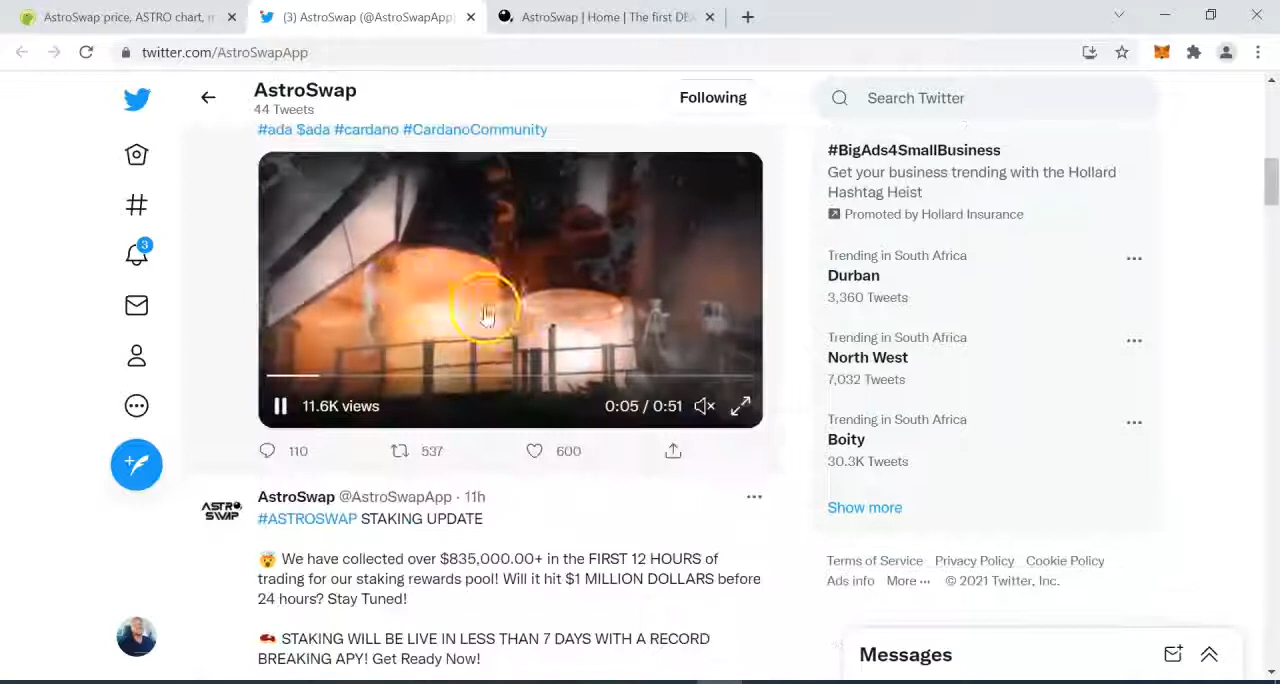 AstroSwap price, ASTRO chart, m
(3) AstroSwap (@AstroSwapApp)
AstroSwap | Home | The first DE
twitter.com/AstroSwapApp
AstroSwap
44 Tweets
Following
#ada $ada #cardano #CardanoCommunity
11.6K views
0:05 / 0:51
110
537
600
AstroSwap @AstroSwapApp · 11h
ASTRO
SWAP
#ASTROSWAP STAKING UPDATE
🤯 We have collected over $835,000.00+ in the FIRST 12 HOURS of
trading for our staking rewards pool! Will it hit $1 MILLION DOLLARS before
24 hours? Stay Tuned!
STAKING WILL BE LIVE IN LESS THAN 7 DAYS WITH A RECORD
BREAKING APY! Get Ready Now!
3
Search Twitter
#BigAds4SmallBusiness
Get your business trending with the Hollard
Hashtag Heist
Promoted by Hollard Insurance
Trending in South Africa
Durban
3,360 Tweets
Trending in South Africa
North West
7,032 Tweets
Trending in South Africa
Boity
30.3K Tweets
Show more
Terms of Service Privacy Policy Cookie Policy
Ads info More ··· © 2021 Twitter, Inc.
Messages